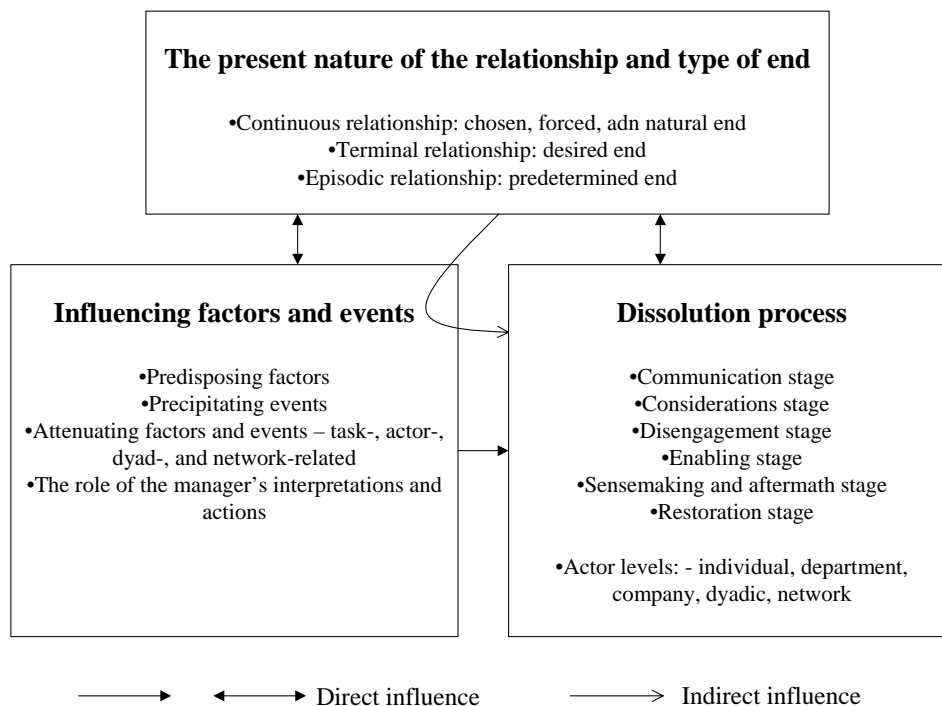 The present nature of the relationship and type of end
•Continuous relationship: chosen, forced, adn natural end
•Terminal relationship: desired end
•Episodic relationship: predetermined end
Influencing factors and events
•Predisposing factors
•Precipitating events
•Attenuating factors and events – task-, actor-,
dyad-, and network-related
•The role of the manager’s interpretations and
actions
Dissolution process
•Communication stage
•Considerations stage
•Disengagement stage
•Enabling stage
•Sensemaking and aftermath stage
•Restoration stage
•Actor levels: - individual, department,
company, dyadic, network
Direct influence
Indirect influence